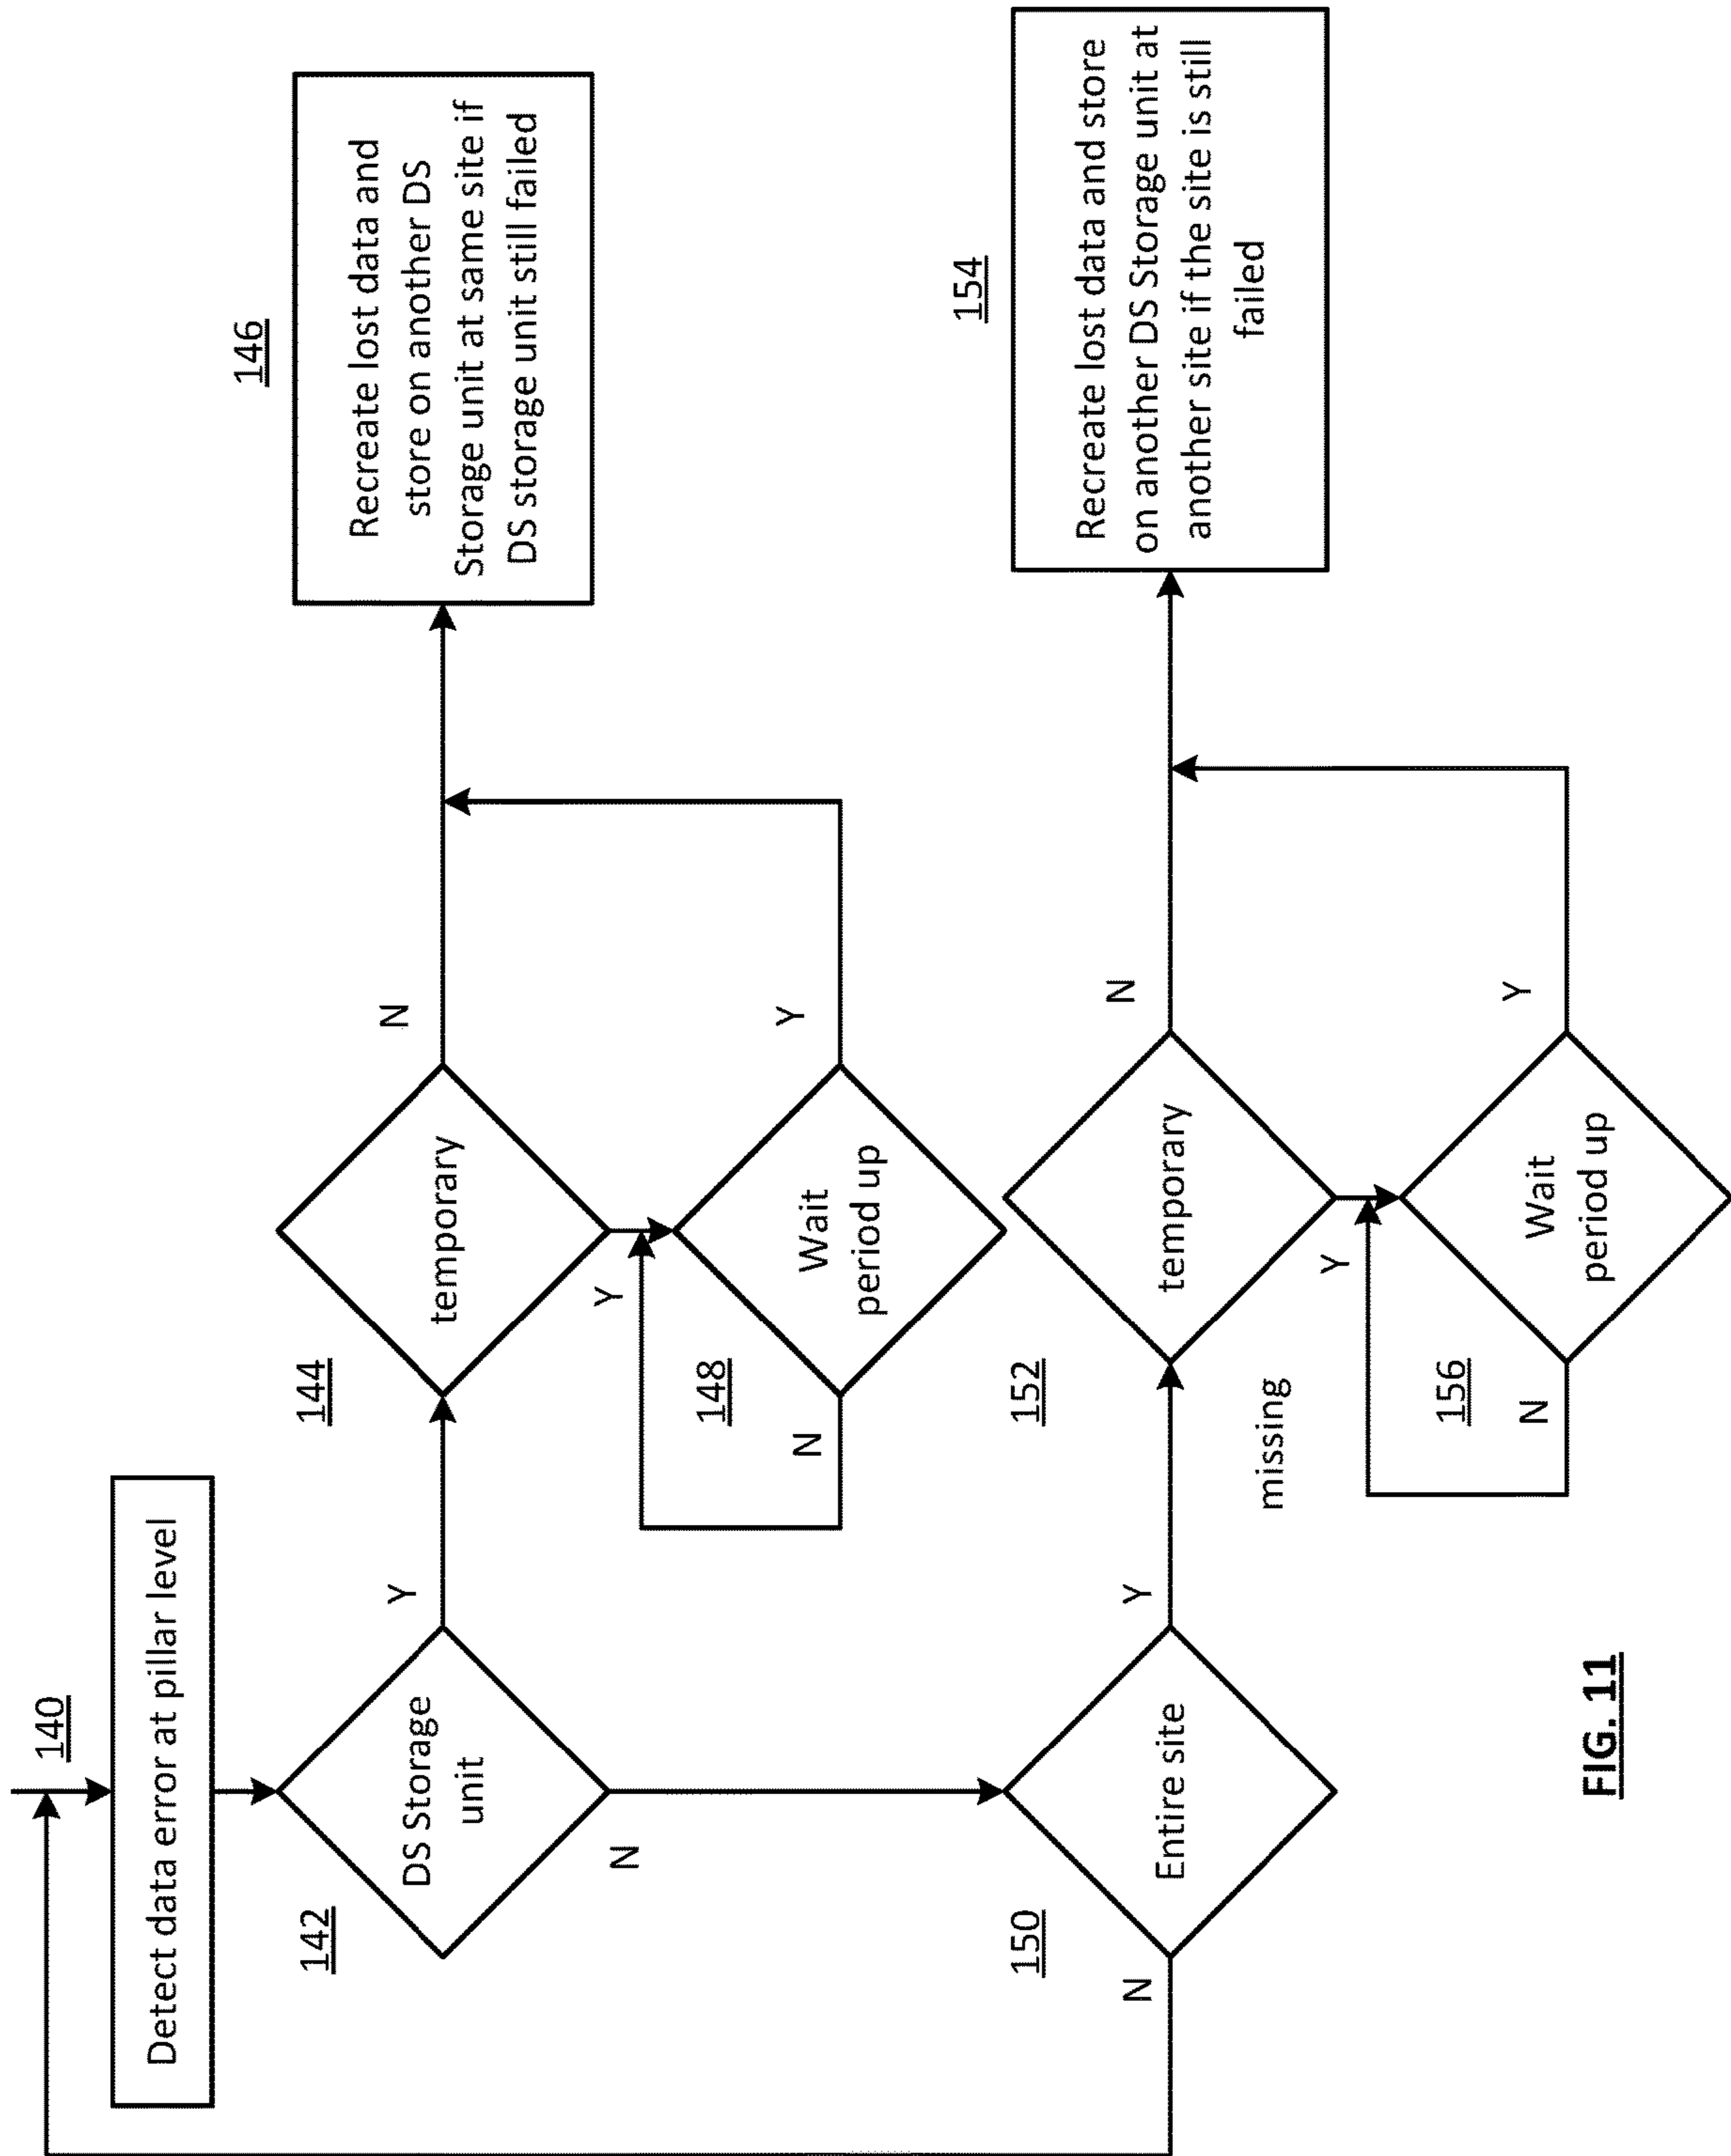 140
Detect data error at pillar level
142
DS Storage
unit
Y
N
144
temporary
N
Y
146
Recreate lost data and
store on another DS
Storage unit at same site if
DS storage unit still failed
148
Wait
period up
N
Y
150
Entire site
Y
N
152
missing
temporary
N
Y
154
Recreate lost data and store
on another DS Storage unit at
another site if the site is still
failed
156
Wait
period up
N
Y
FIG. 11